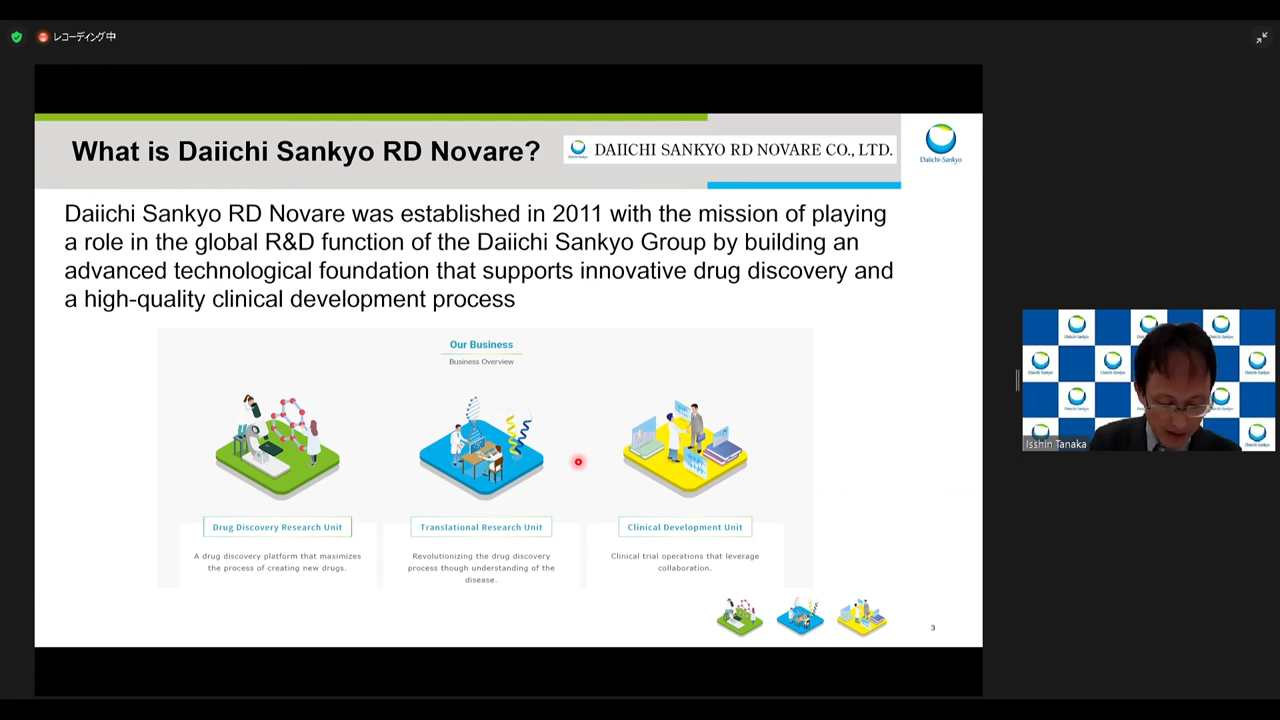 レコーディング中
What is Daiichi Sankyo RD Novare?
DAIICHI SANKYO RD NOVARE CO., LTD.
Daiichi-Sankyo
Daiichi Sankyo RD Novare was established in 2011 with the mission of playing
a role in the global R&D function of the Daiichi Sankyo Group by building an
advanced technological foundation that supports innovative drug discovery and
a high-quality clinical development process
Our Business
Business Overview
Drug Discovery Research Unit
A drug discovery platform that maximizes
the process of creating new drugs.
Translational Research Unit
Revolutionizing the drug discovery
process though understanding of the
disease.
Clinical Development Unit
Clinical trial operations that leverage
collaboration.
3
Isshin Tanaka